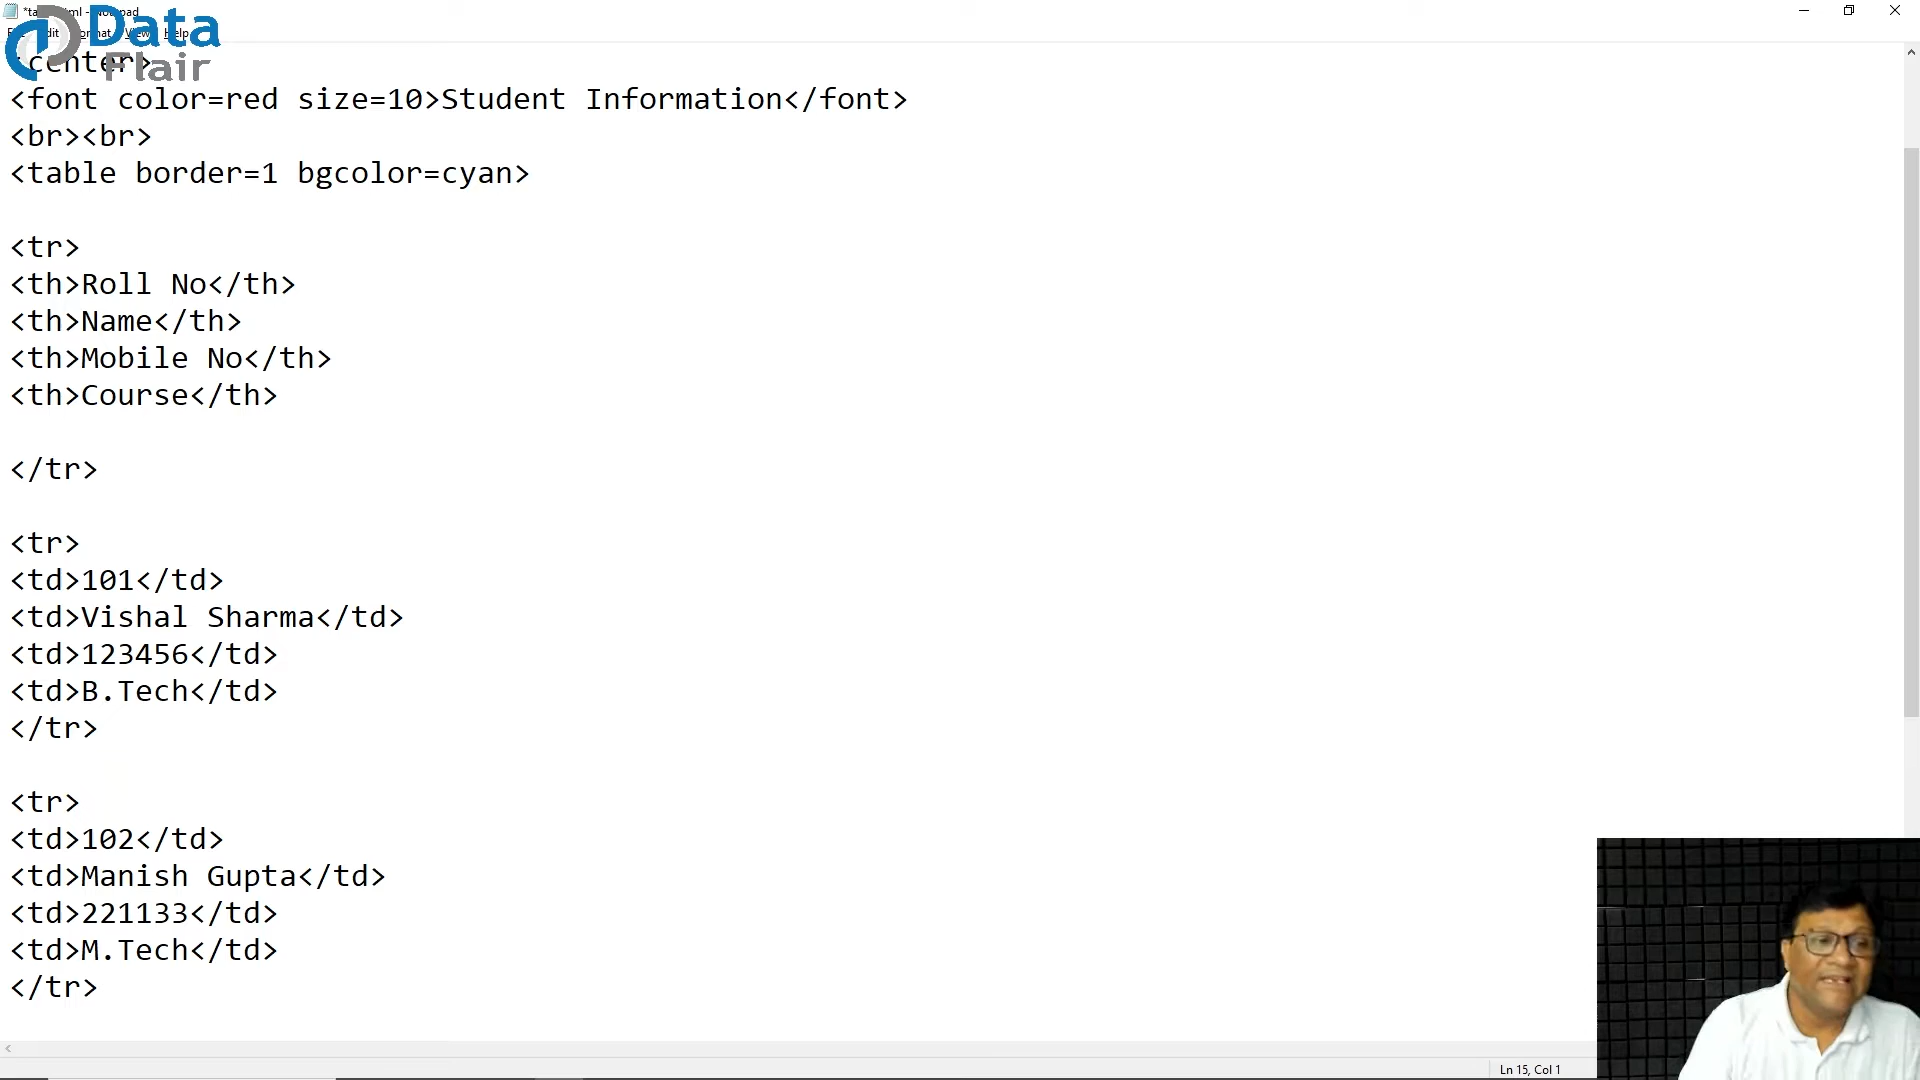 Data
Flair
Help
<center>
<font color=red size=10>Student Information</font>
<br><br>
<table border=1 bgcolor=cyan>
<tr>
<th>Roll No</th>
<th>Name</th>
<th>Mobile No</th>
<th>Course</th>
</tr>
<tr>
<td>101</td>
<td>Vishal Sharma</td>
<td>123456</td>
<td>B.Tech</td>
</tr>
<tr>
<td>102</td>
<td>Manish Gupta</td>
<td>221133</td>
<td>M.Tech</td>
</tr>
Ln 15, Col 1